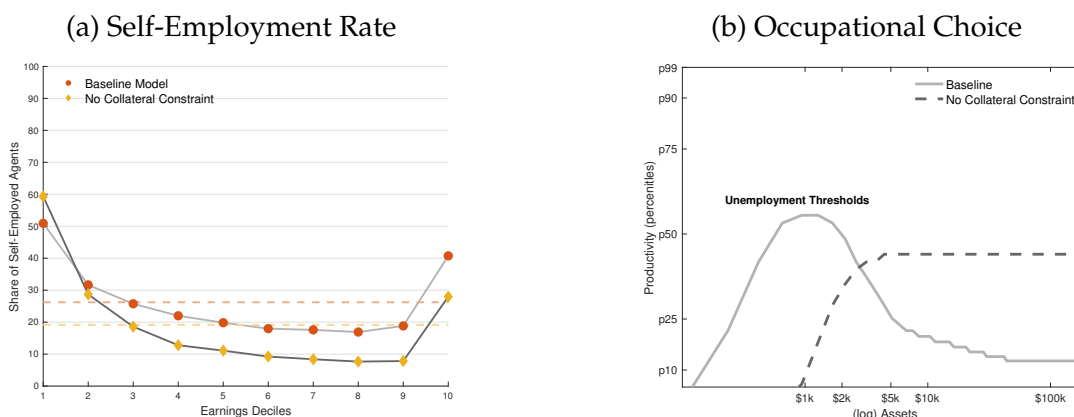 (a) Self-Employment Rate
100
90
80
70
60
50
40
30
20
10
0
Share of Self-Employed Agents
Baseline Model
No Collateral Constraint
1 2 3 4 5 6 7 8 9 10
Earnings Deciles
(b) Occupational Choice
p99
p90
p75
p50
p25
p10
Productivity (percenitles)
Baseline
No Collateral Constraint
Unemployment Thresholds
$1k $2k $5k $10k $100k
(log) Assets